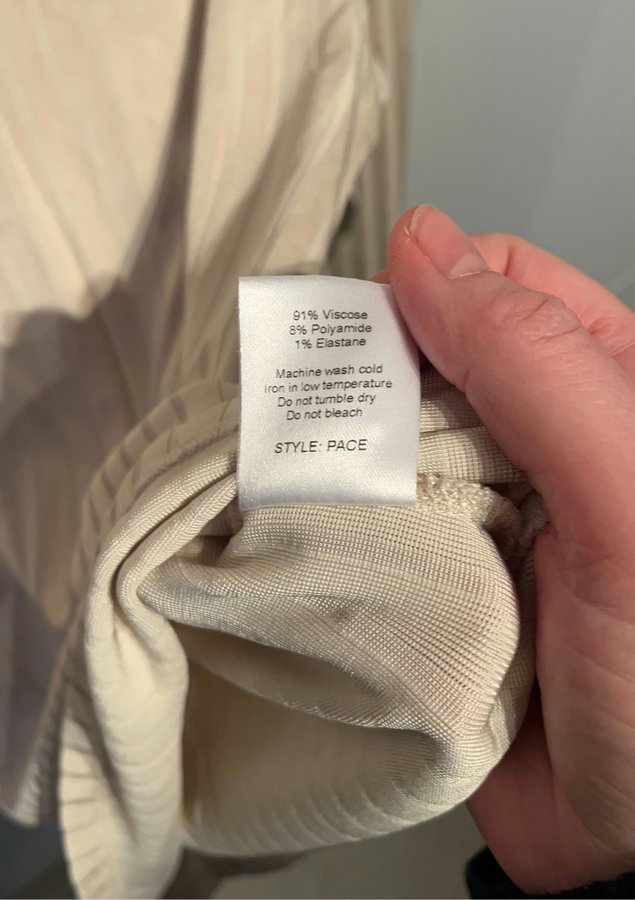 91% Viscose
8% Polyamide
1% Elastane
Machine wash cold
Iron in low temperature
Do not tumble dry
Do not bleach
STYLE: PACE